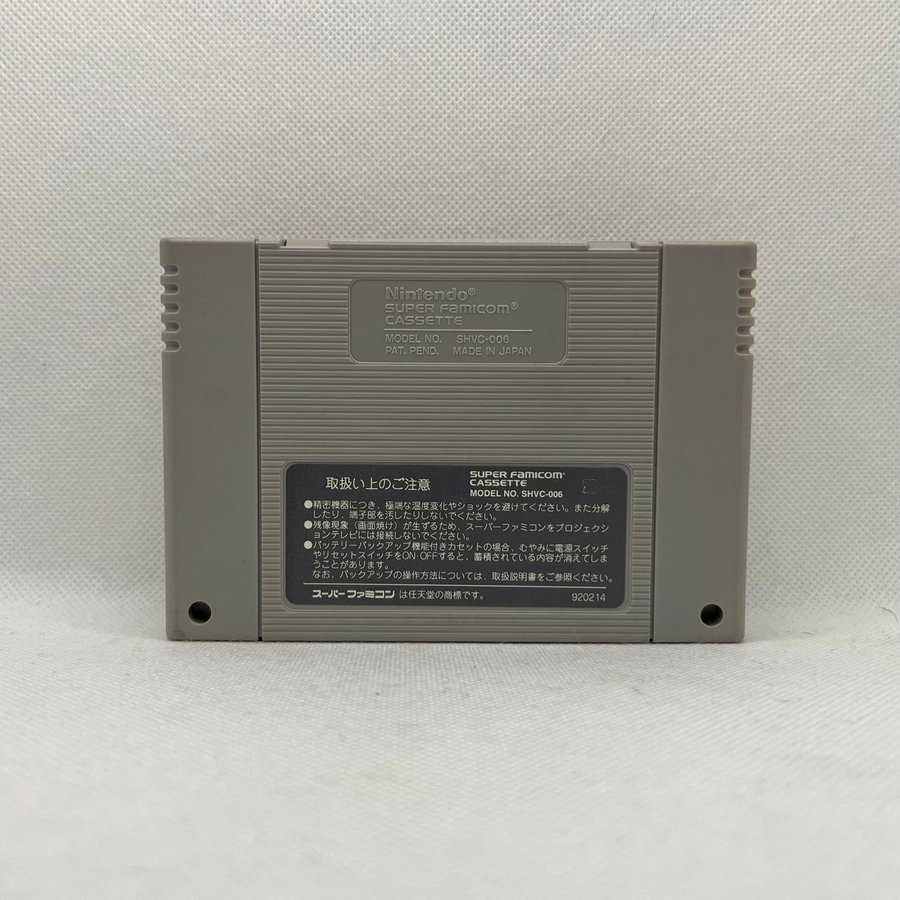 Nintendo®
SUPER FAMICOM®
CASSETTE
MODEL NO. SHVC-006
PAT. PEND. MADE IN JAPAN
取扱い上のご注意
SUPER FAMICOM®
CASSETTE
MODEL NO. SHVC-006
●精密機器につき、極端な温度変化やショックを避けてください。また分解
したり、端子部を汚したりしないでください。
●残像現象(画面焼け)が生ずるため、スーパーファミコンをプロジェクシ
ョンテレビには接続しないでください。
●バッテリーバックアップ機能付きカセットの場合、むやみに電源スイッチ
やリセットスイッチをON・OFFすると、蓄積されている内容が消えてしま
うことがあります。
なお、バックアップの操作方法については、取扱説明書をご参照ください。
スーパーファミコン は任天堂の商標です。
920214